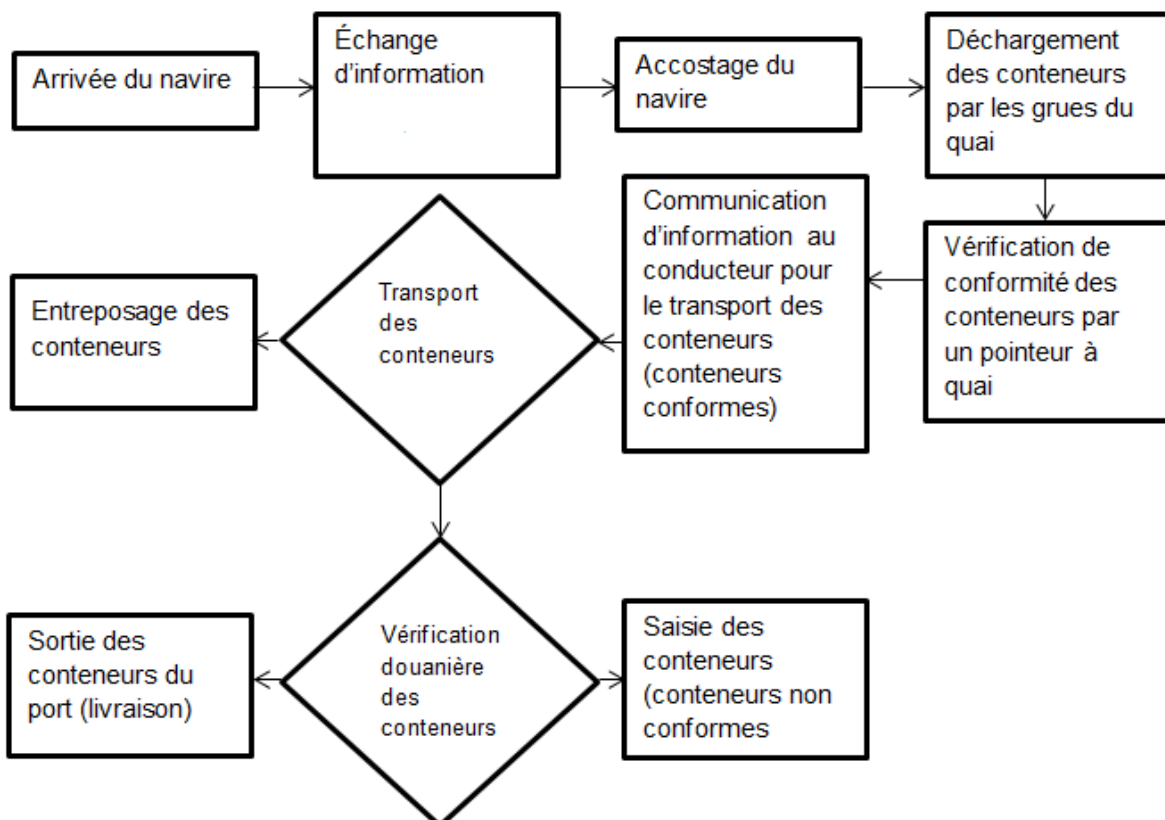 Arrivée du navire
Échange
d'information
Accostage du
navire
Déchargement
des conteneurs
par les grues du
quai
Vérification de
conformité des
conteneurs par
un pointeur à
quai
Communication
d'information au
conducteur pour
le transport des
conteneurs
(conteneurs
conformes)
Transport
des
conteneurs
Entreposage des
conteneurs
Vérification
douanière
des
conteneurs
Sortie des
conteneurs du
port (livraison)
Saisie des
conteneurs
(conteneurs non
conformes